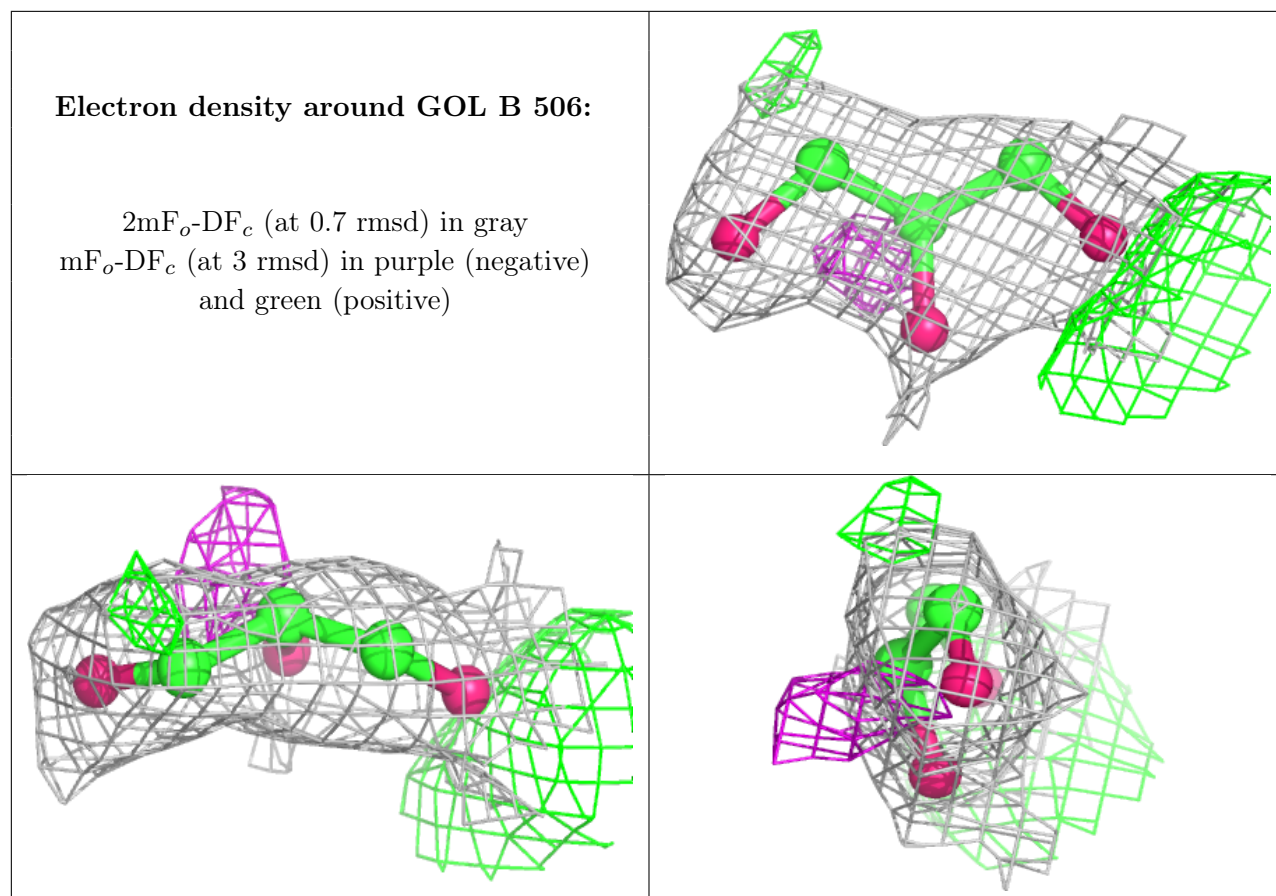 Electron density around GOL B 506:
2mFo-DFc (at 0.7 rmsd) in gray
mFo-DFc (at 3 rmsd) in purple (negative)
and green (positive)